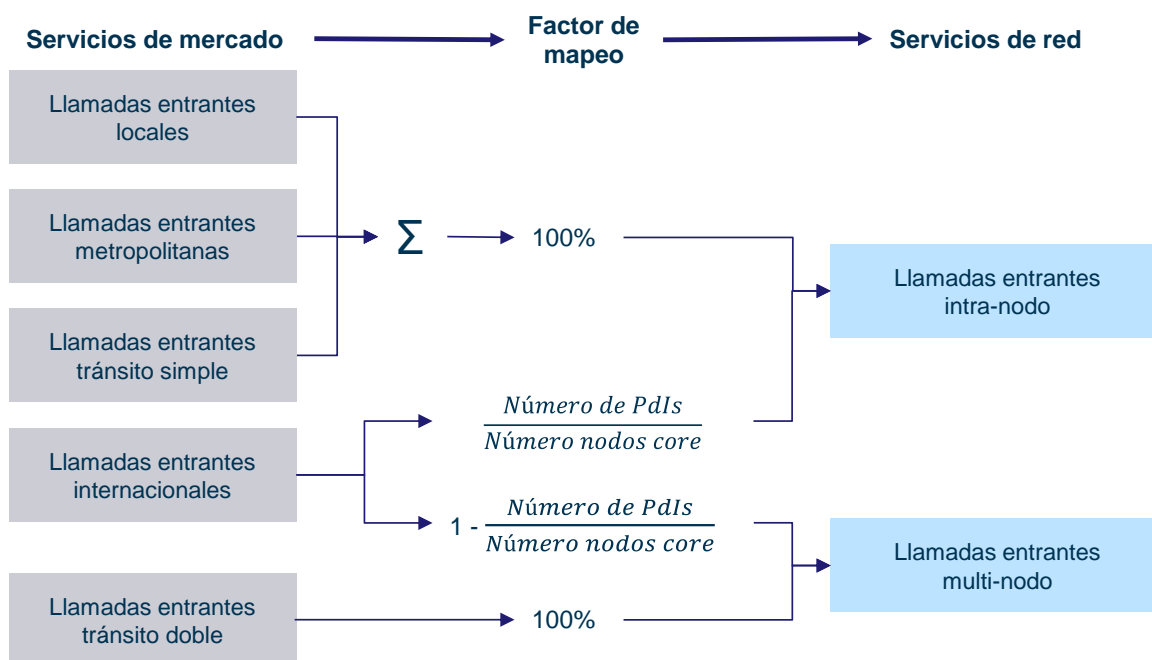 Servicios de mercado
Factor de
mapeo
Servicios de red
Llamadas entrantes
locales
Llamadas entrantes
metropolitanas
Σ
100%
Llamadas entrantes
intra-nodo
Llamadas entrantes
tránsito simple
Número de PdIs
Número nodos core
Llamadas entrantes
internacionales
1 -
Número de PdIs
Número nodos core
Llamadas entrantes
multi-nodo
Llamadas entrantes
tránsito doble
100%